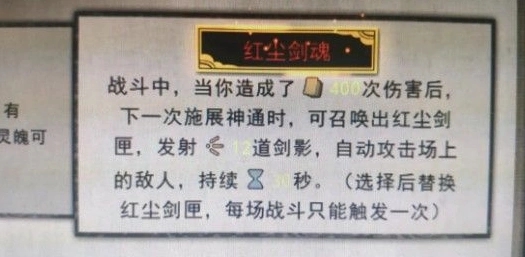 红尘剑魂
战斗中，当你造成了400次伤害后，
下一次施展神通时，可召唤出红尘剑
匣，发射12道剑影，自动攻击场上
的敌人，持续30秒。（选择后替换
红尘剑匣，每场战斗只能触发一次）
有
灵魄可